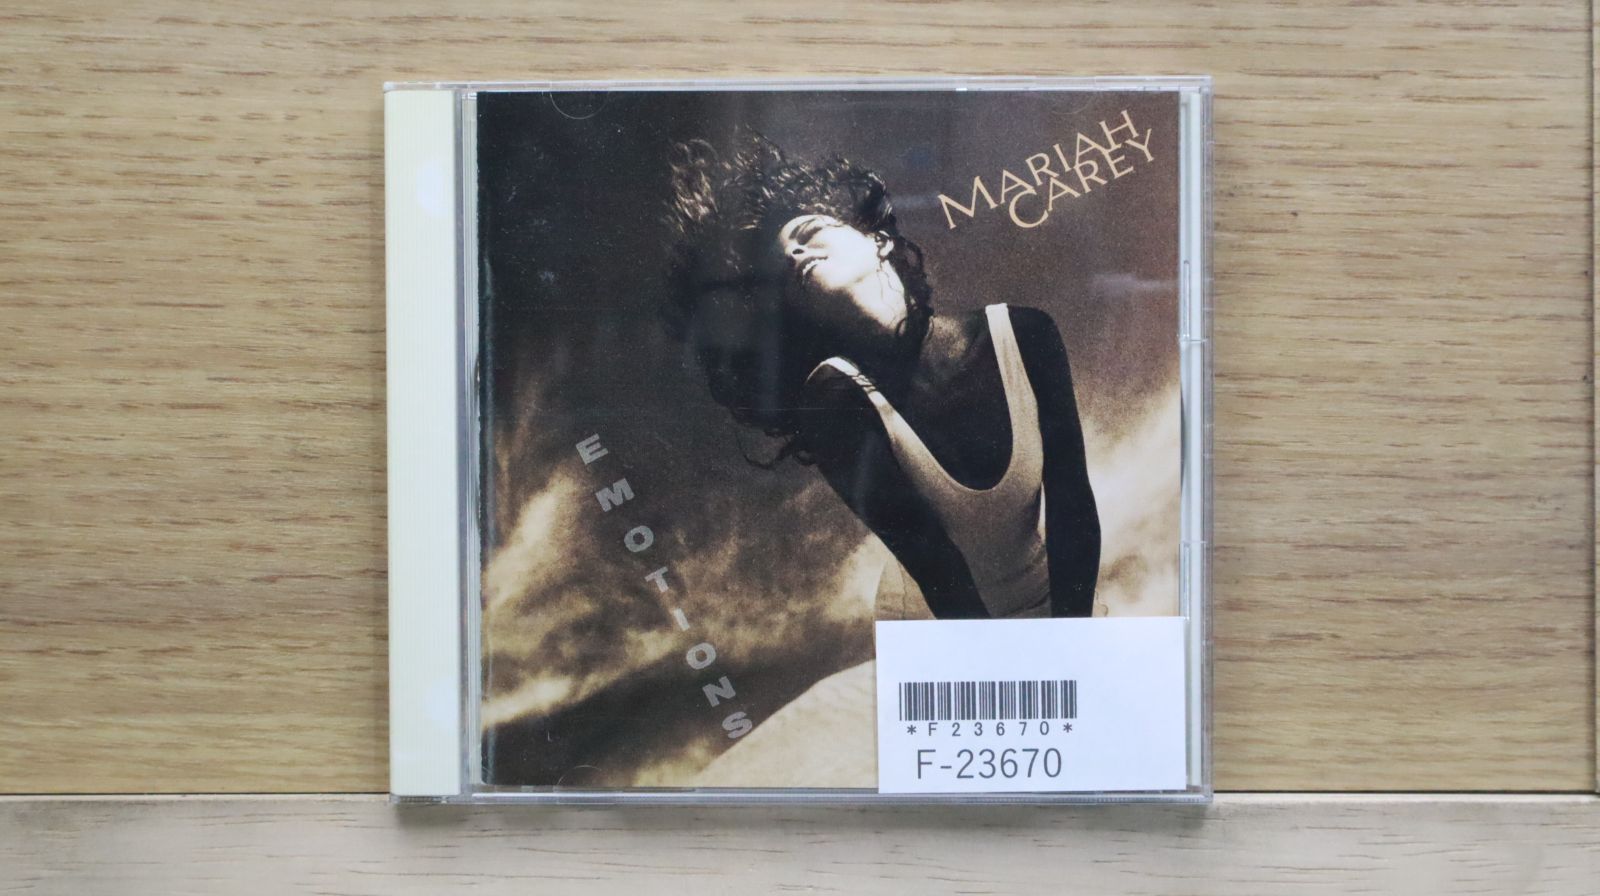 MARIAH
CAREY
EMOTIONS
*F23670*
F-23670